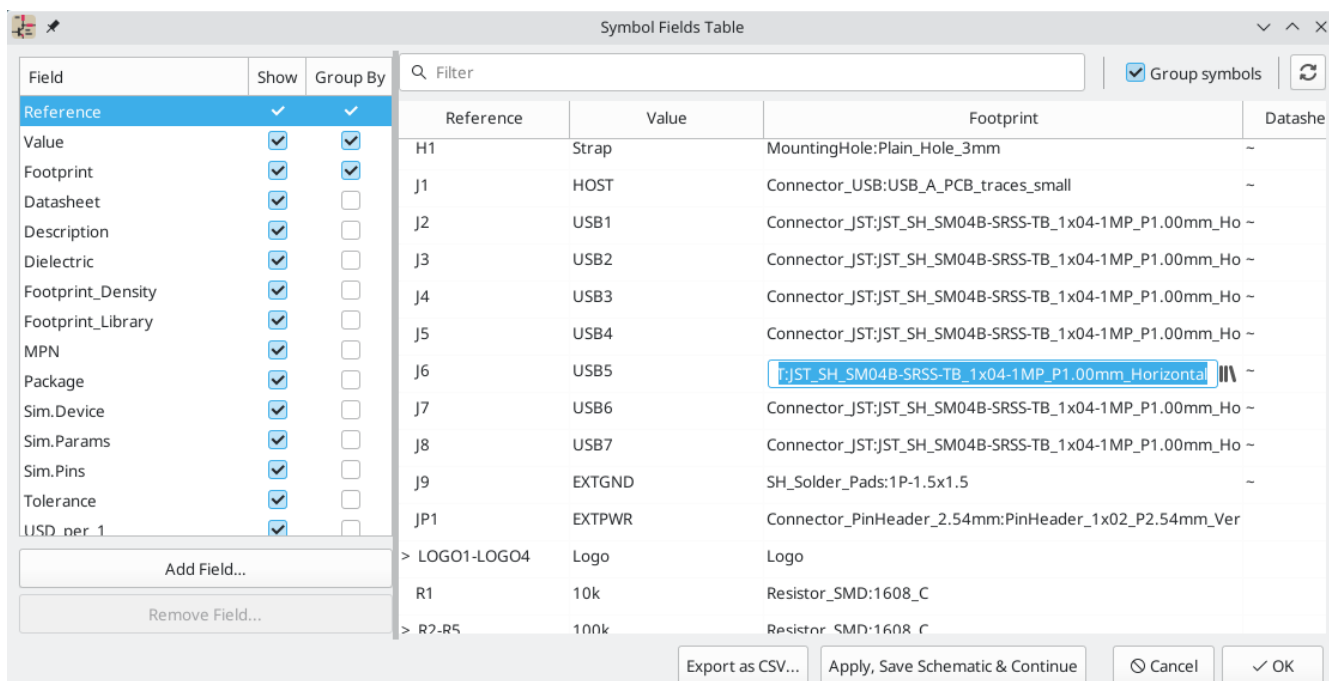 Symbol Fields Table
Field Show Group By
Reference
Value
Footprint
Datasheet
Description
Dielectric
Footprint_Density
Footprint_Library
MPN
Package
Sim.Device
Sim.Params
Sim.Pins
Tolerance
USD_per_1
Add Field...
Remove Field...
Filter
Group symbols
Reference Value Footprint Datashe
H1 Strap MountingHole:Plain_Hole_3mm ~
J1 HOST Connector_USB:USB_A_PCB_traces_small ~
J2 USB1 Connector_JST:JST_SH_SM04B-SRSS-TB_1x04-1MP_P1.00mm_Ho ~
J3 USB2 Connector_JST:JST_SH_SM04B-SRSS-TB_1x04-1MP_P1.00mm_Ho ~
J4 USB3 Connector_JST:JST_SH_SM04B-SRSS-TB_1x04-1MP_P1.00mm_Ho ~
J5 USB4 Connector_JST:JST_SH_SM04B-SRSS-TB_1x04-1MP_P1.00mm_Ho ~
J6 USB5 T:JST_SH_SM04B-SRSS-TB_1x04-1MP_P1.00mm_Horizontal ~
J7 USB6 Connector_JST:JST_SH_SM04B-SRSS-TB_1x04-1MP_P1.00mm_Ho ~
J8 USB7 Connector_JST:JST_SH_SM04B-SRSS-TB_1x04-1MP_P1.00mm_Ho ~
J9 EXTGND SH_Solder_Pads:1P-1.5x1.5 ~
JP1 EXTPWR Connector_PinHeader_2.54mm:PinHeader_1x02_P2.54mm_Ver
> LOGO1-LOGO4 Logo Logo
R1 10k Resistor_SMD:1608_C
> R2-R5 100k Resistor_SMD:1608_C
Export as CSV... Apply, Save Schematic & Continue Cancel OK